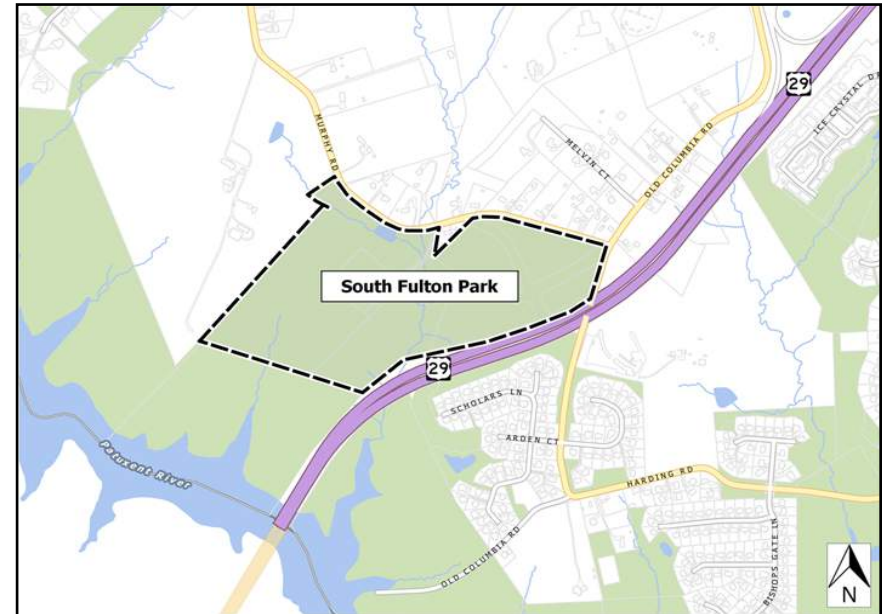 29
ICE CRYSTAL DR
MURPHY RD
MELVIN CT
OLD COLUMBIA RD
South Fulton Park
29
SCHOLARS LN
ARDEN CT
Patuxent River
HARDING RD
OLD COLUMBIA RD
BISHOPS GATE LN
N